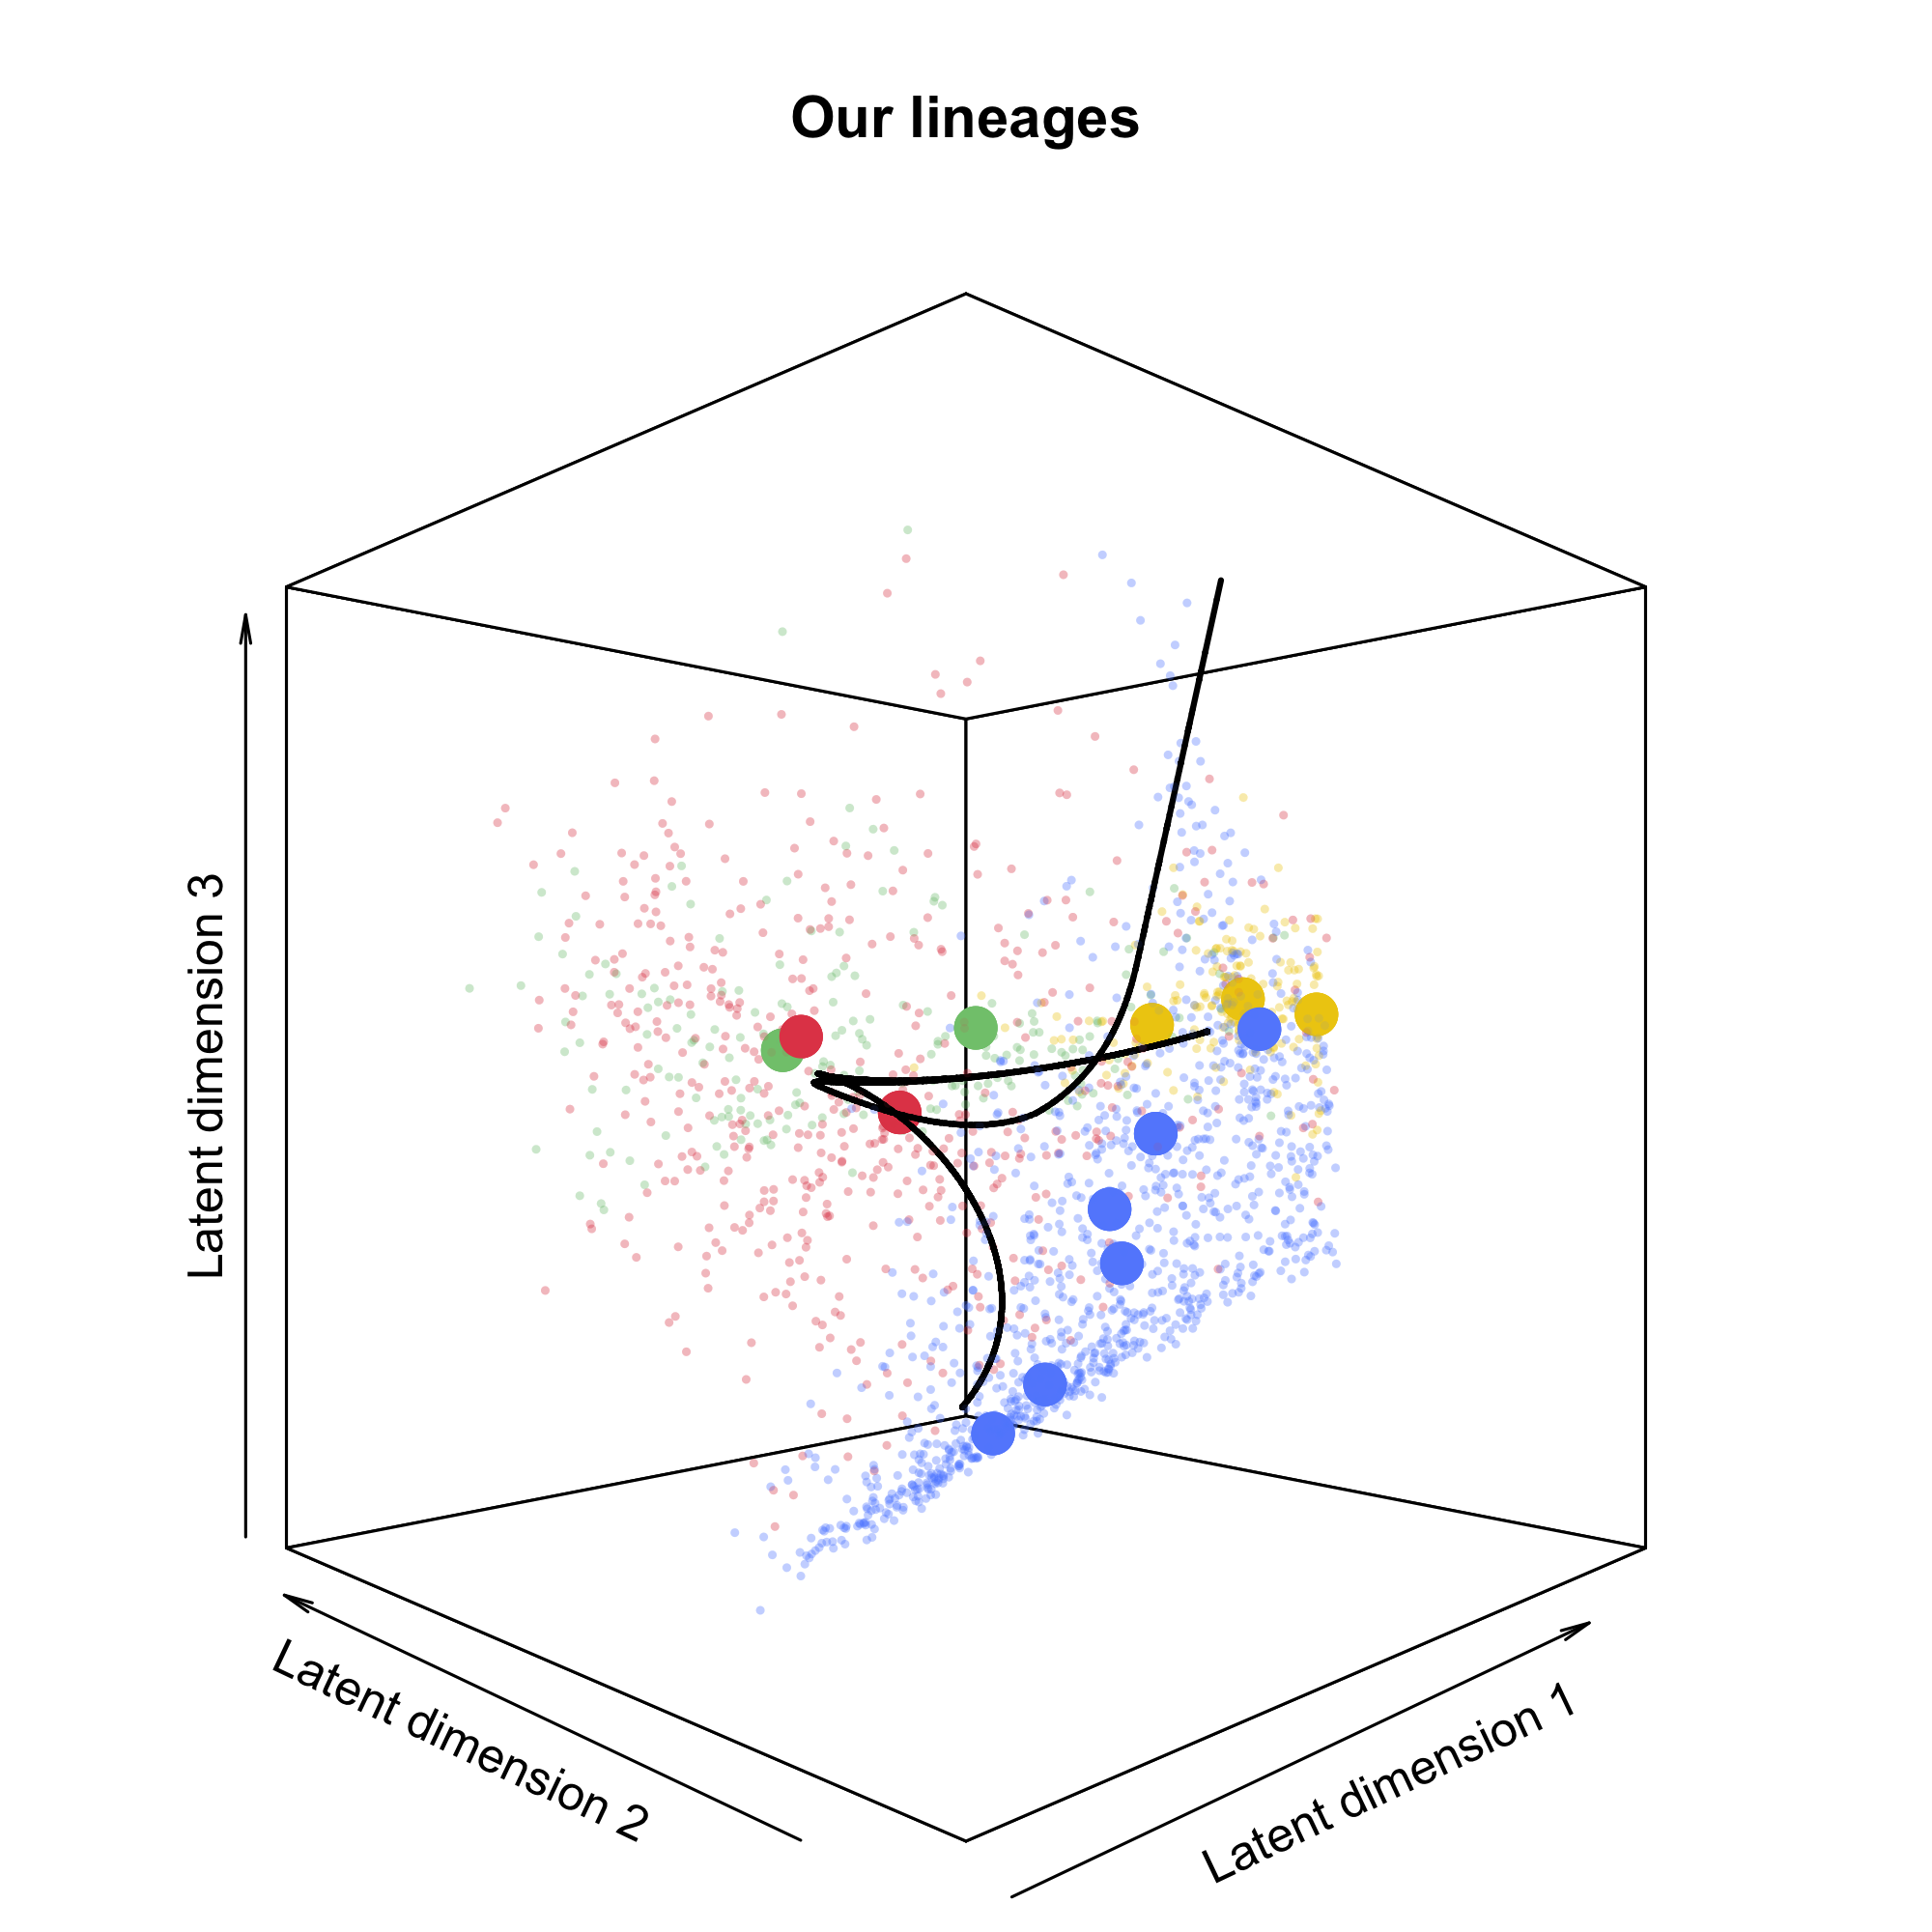 Our lineages
Latent dimension 3
Latent dimension 2
Latent dimension 1